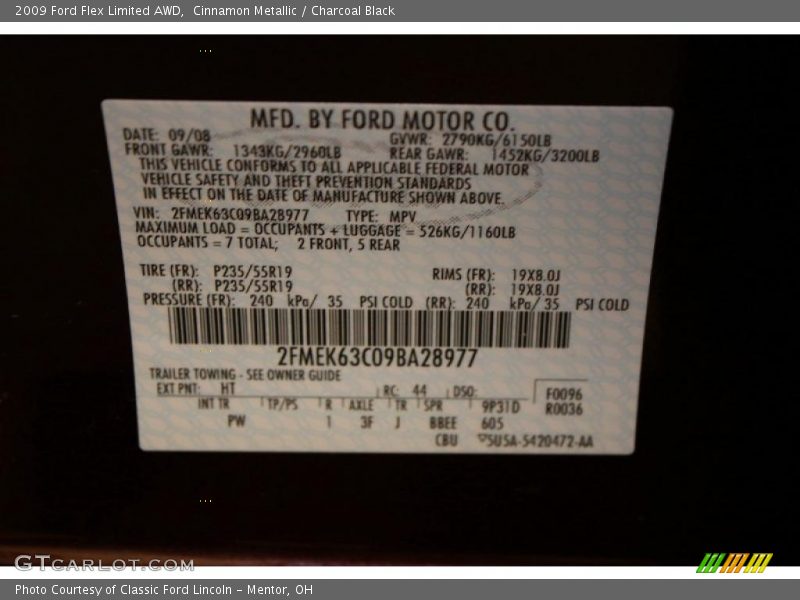 2009 Ford Flex Limited AWD, Cinnamon Metallic / Charcoal Black
MFD. BY FORD MOTOR CO.
DATE: 09/08 GVWR: 2790KG/6150LB
FRONT GAWR: 1343KG/2960LB REAR GAWR: 1452KG/3200LB
THIS VEHICLE CONFORMS TO ALL APPLICABLE FEDERAL MOTOR
VEHICLE SAFETY AND THEFT PREVENTION STANDARDS
IN EFFECT ON THE DATE OF MANUFACTURE SHOWN ABOVE.
VIN: 2FMEK63C09BA28977 TYPE: MPV
MAXIMUM LOAD = OCCUPANTS + LUGGAGE = 526KG/1160LB
OCCUPANTS = 7 TOTAL; 2 FRONT, 5 REAR
TIRE (FR): P235/55R19 RIMS (FR): 19X8.0J
(RR): P235/55R19 (RR): 19X8.0J
PRESSURE (FR): 240 kPa/ 35 PSI COLD (RR): 240 kPa/ 35 PSI COLD
2FMEK63C09BA28977
TRAILER TOWING - SEE OWNER GUIDE
EXT PNT: HT RC: 44 DSO: F0096
INT TR TP/PS R AXLE TR SPR 9P31D R0036
PW 1 3F J BBEE 605
CBU 5U5A-5420472-AA
GTCARLOT.COM
Photo Courtesy of Classic Ford Lincoln - Mentor, OH